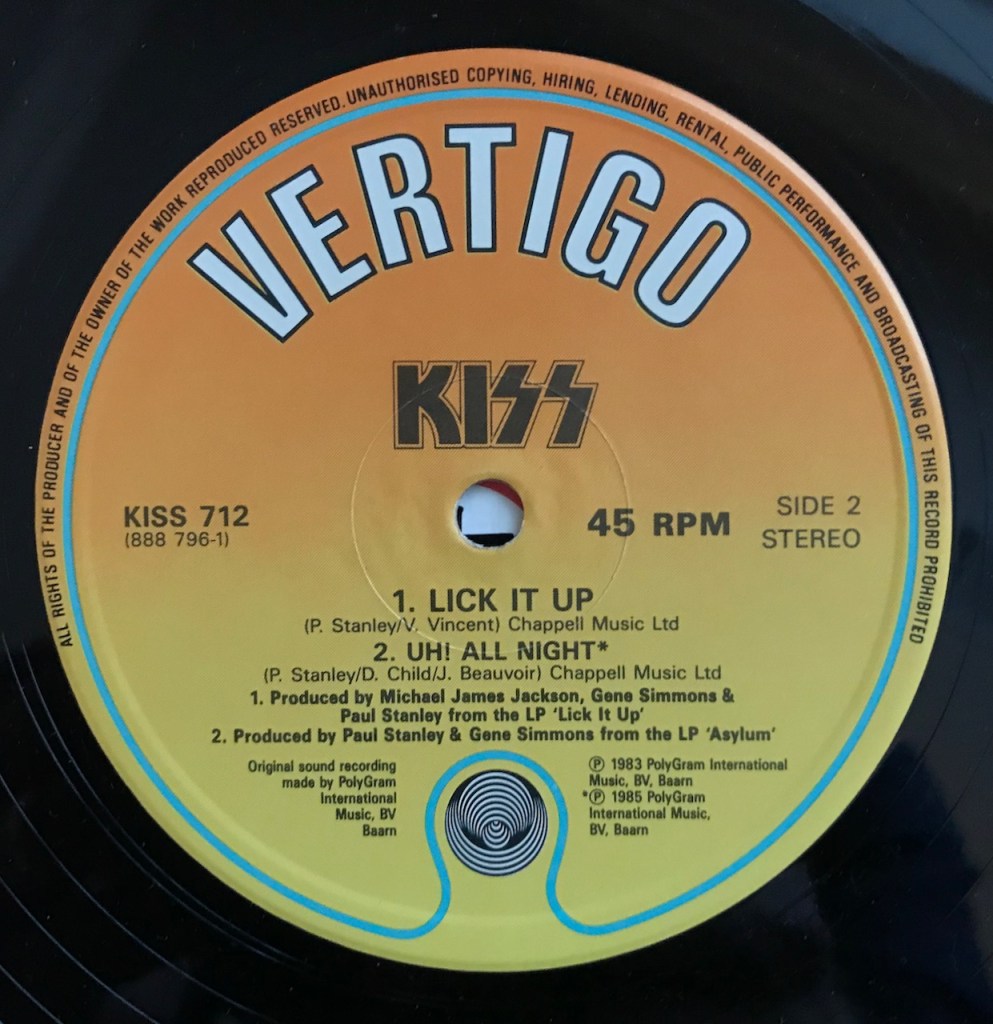 ALL RIGHTS OF THE PRODUCER AND OF THE OWNER OF THE WORK REPRODUCED RESERVED. UNAUTHORISED COPYING, HIRING, LENDING, RENTAL, PUBLIC PERFORMANCE AND BROADCASTING OF THIS RECORD PROHIBITED
VERTIGO
KISS
KISS 712
(888 796-1)
45 RPM
SIDE 2
STEREO
1. LICK IT UP
(P. Stanley/V. Vincent) Chappell Music Ltd
2. UH! ALL NIGHT*
(P. Stanley/D. Child/J. Beauvoir) Chappell Music Ltd
1. Produced by Michael James Jackson, Gene Simmons &
Paul Stanley from the LP 'Lick It Up'
2. Produced by Paul Stanley & Gene Simmons from the LP 'Asylum'
Original sound recording
made by PolyGram
International
Music, BV
Baarn
℗ 1983 PolyGram International
Music, BV, Baarn
*℗ 1985 PolyGram
International Music,
BV, Baarn